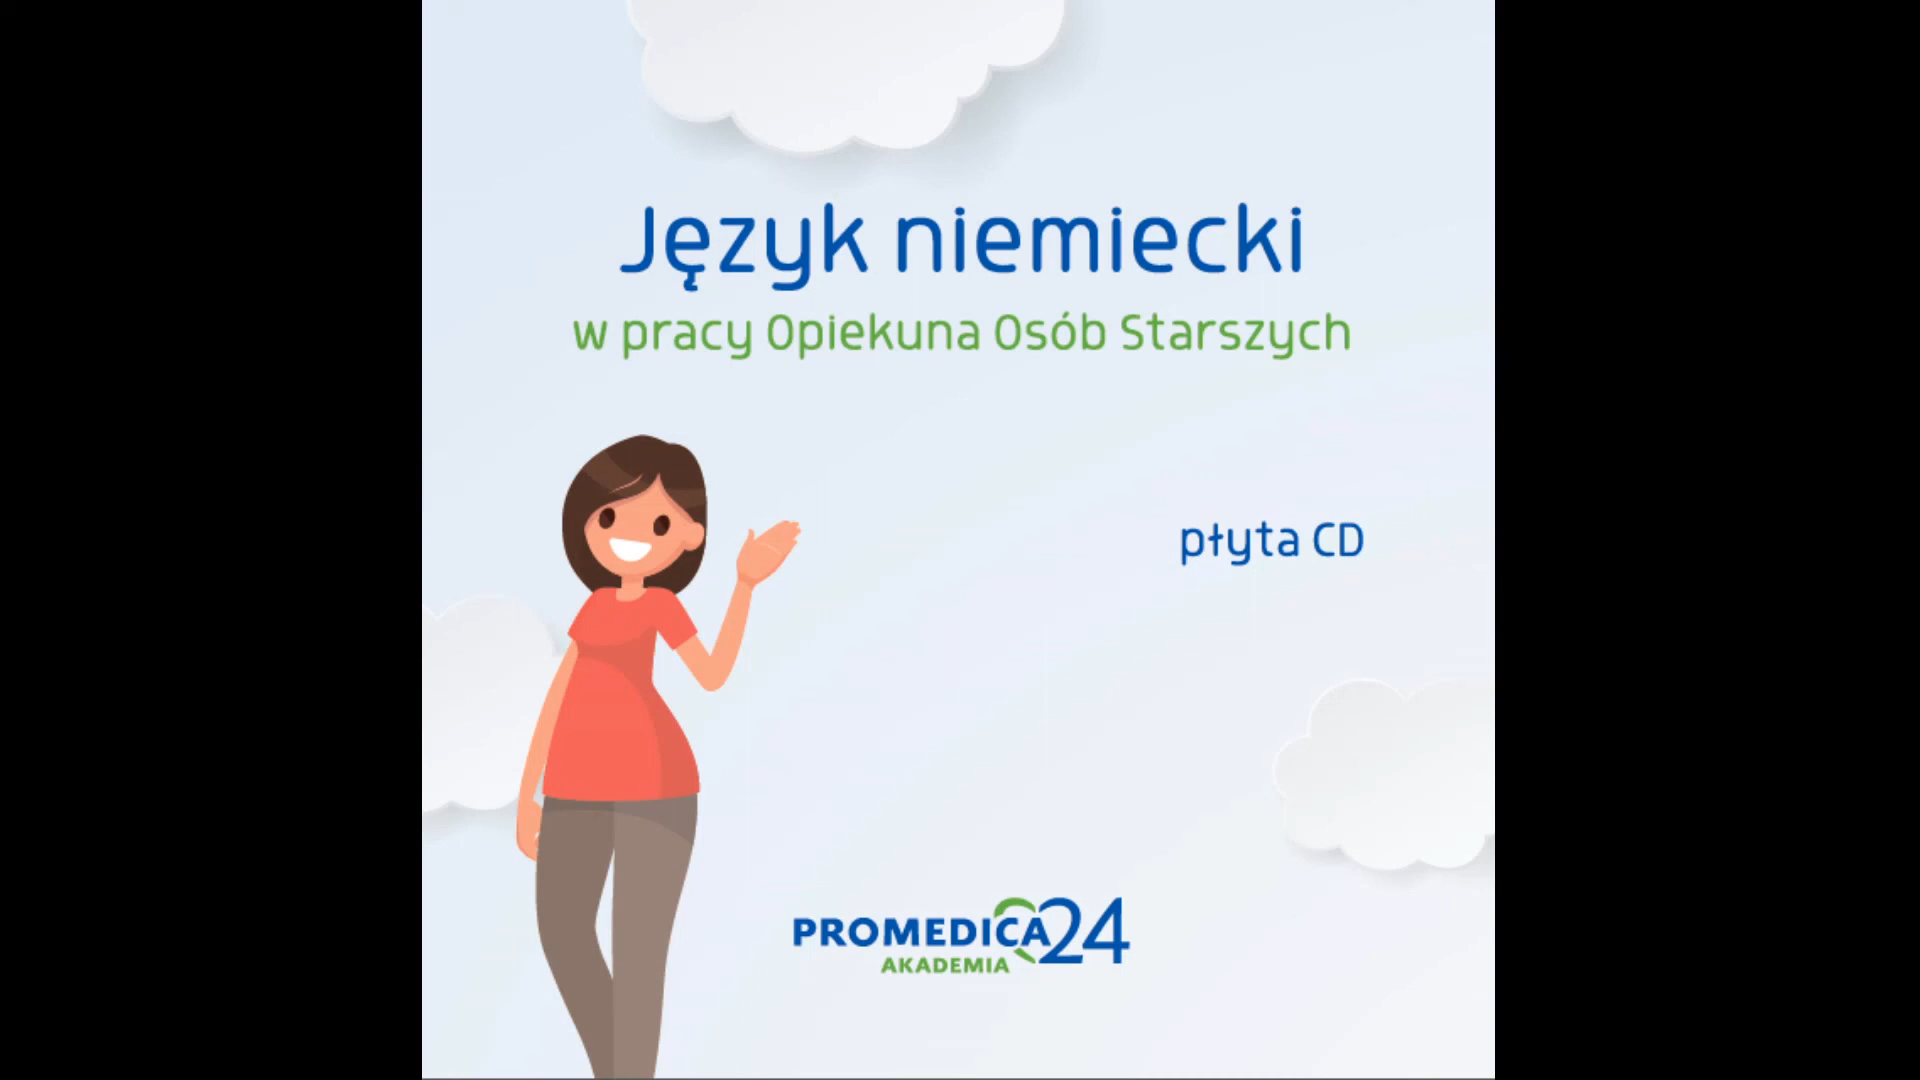 Język niemiecki
w pracy Opiekuna Osób Starszych
płyta CD
PROMEDICA24
AKADEMIA